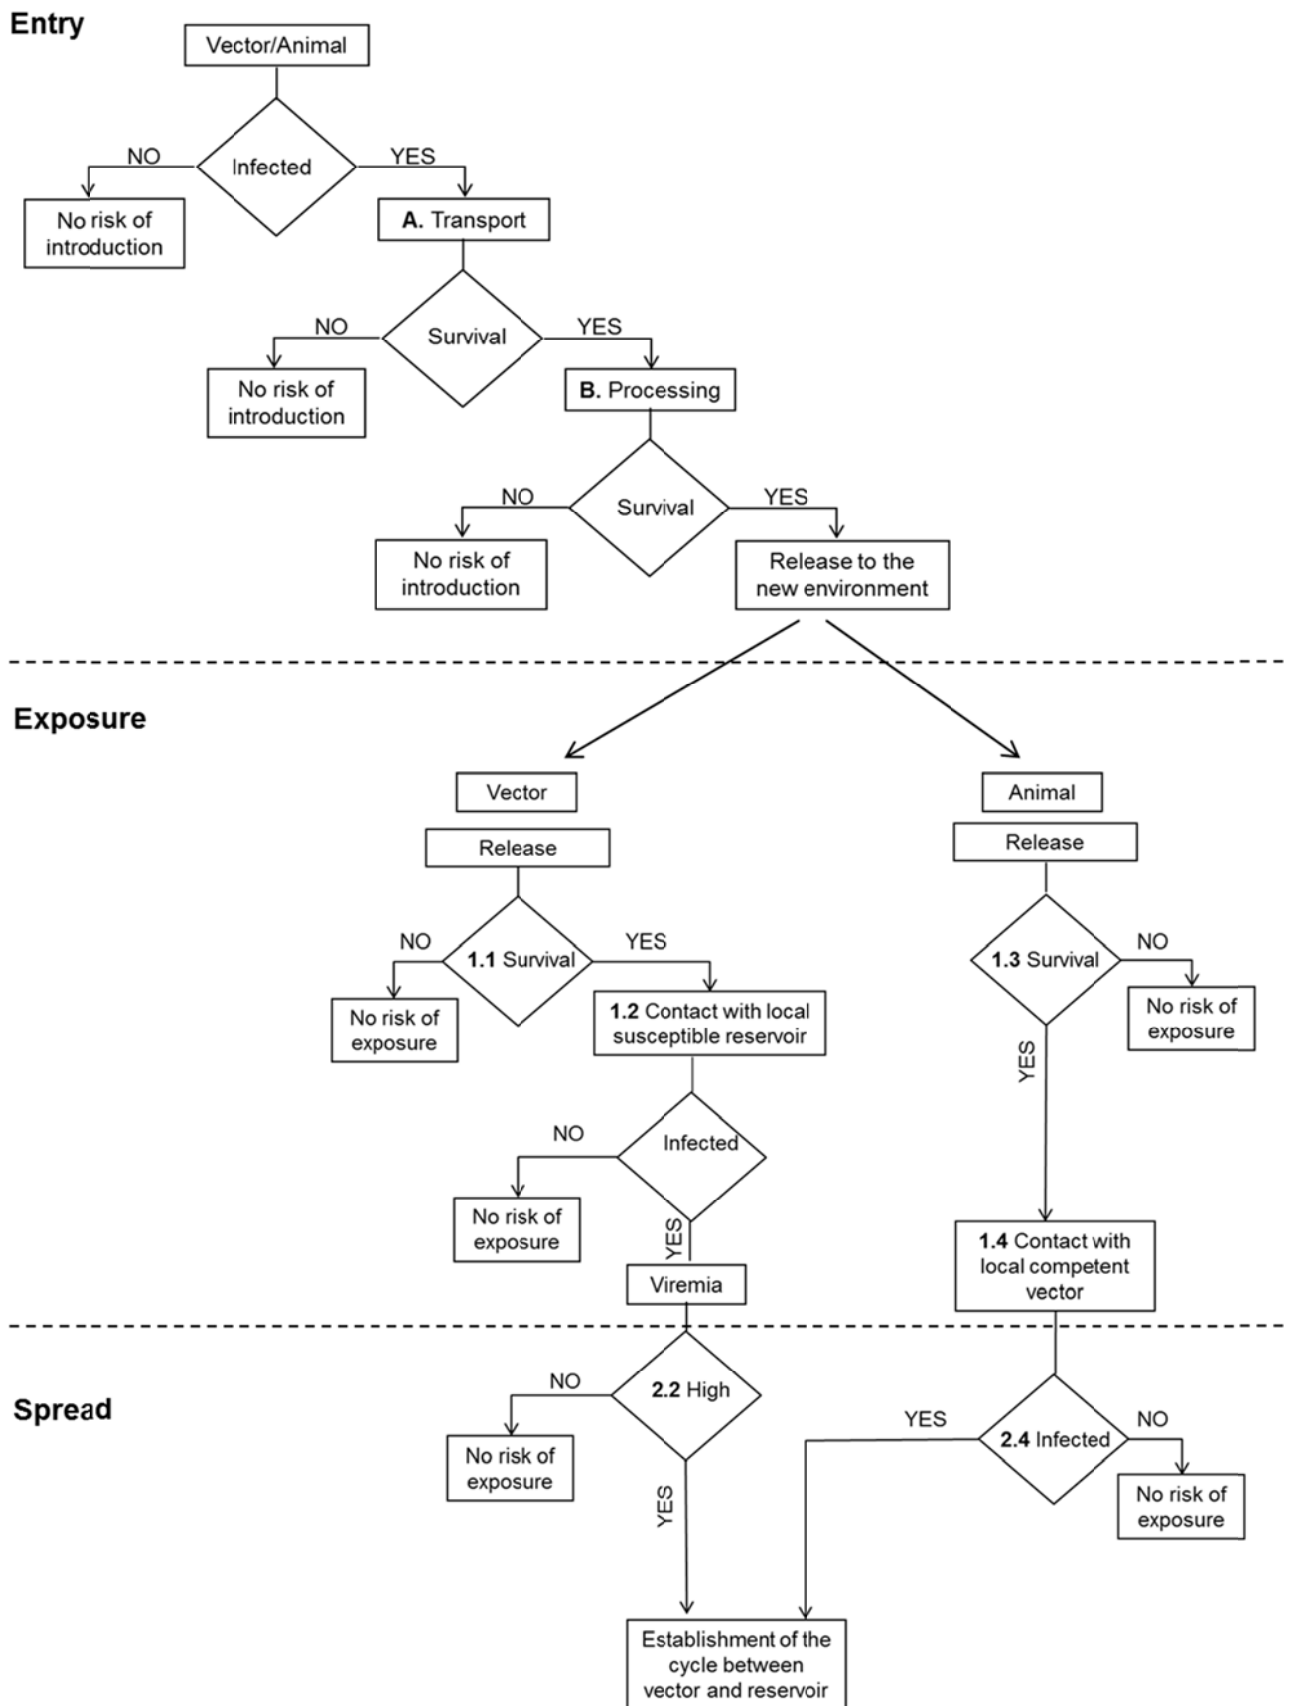 Entry
Vector/Animal
Infected
NO
YES
No risk of
introduction
A. Transport
Survival
NO
YES
No risk of
introduction
B. Processing
Survival
NO
YES
No risk of
introduction
Release to the
new environment
Exposure
Vector
Release
1.1 Survival
NO
YES
No risk of
exposure
1.2 Contact with local
susceptible reservoir
Infected
NO
No risk of
exposure
YES
Viremia
Animal
Release
1.3 Survival
NO
No risk of
exposure
YES
1.4 Contact with
local competent
vector
Spread
2.2 High
NO
No risk of
exposure
YES
2.4 Infected
YES
NO
No risk of
exposure
Establishment of the
cycle between
vector and reservoir